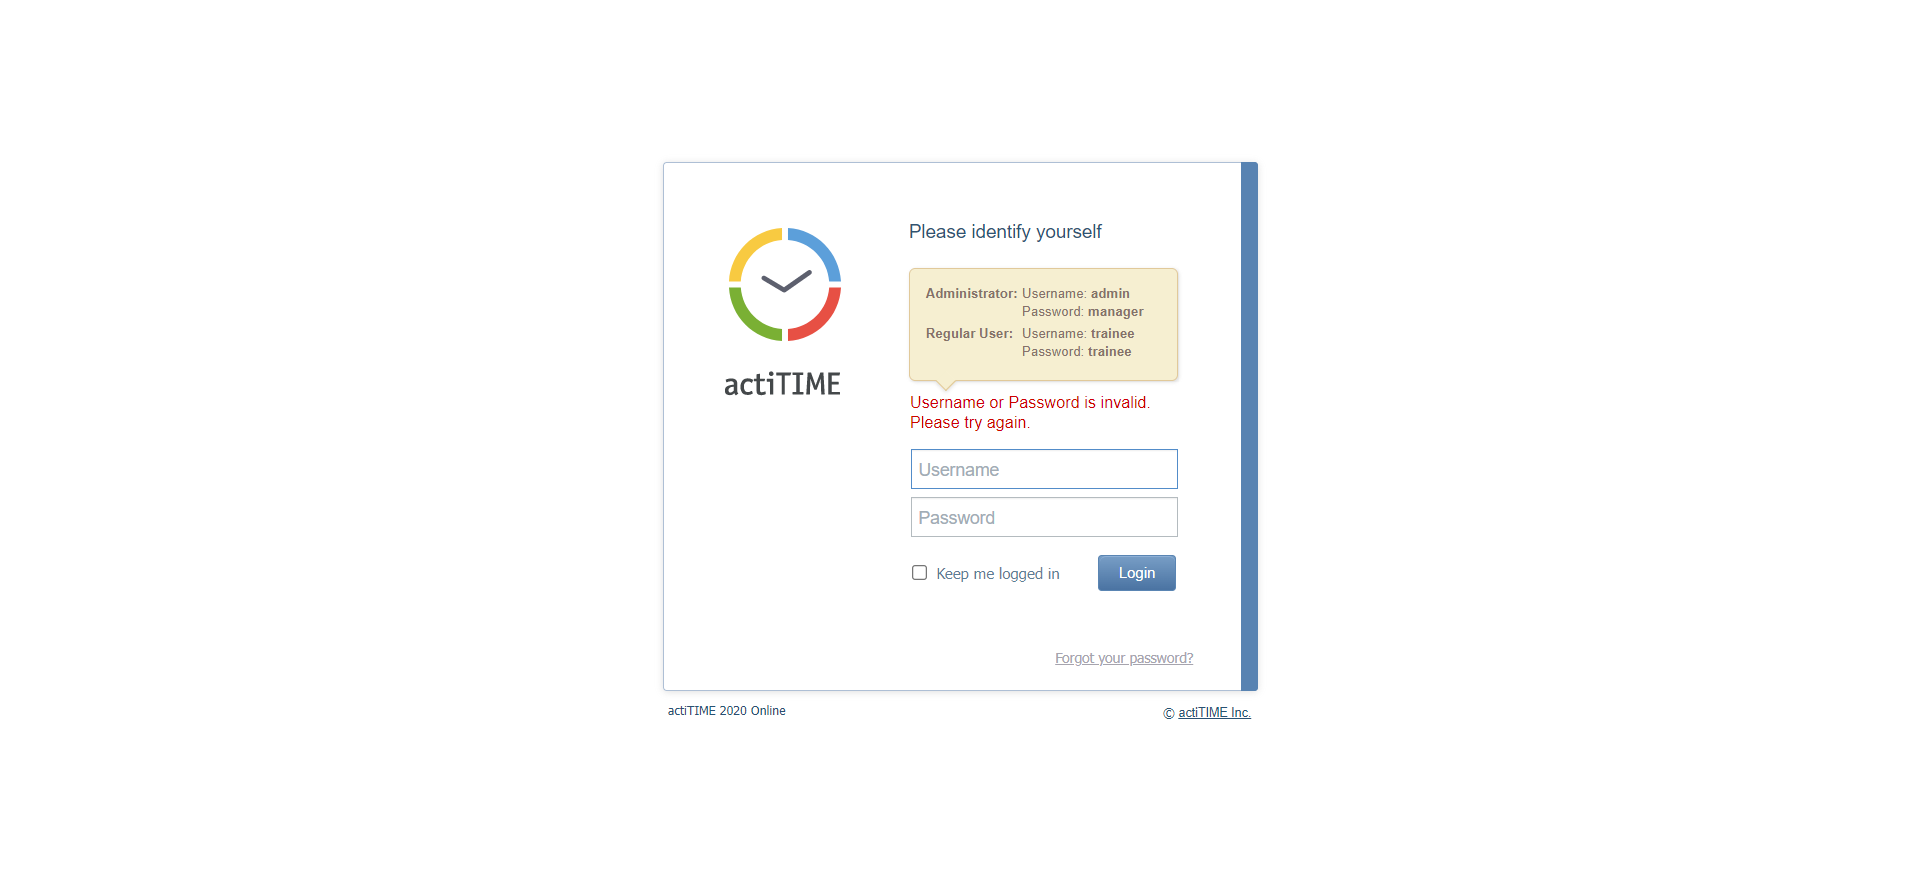 Please identify yourself
Administrator: Username: admin
Password: manager
Regular User: Username: trainee
Password: trainee
actiTIME
Username or Password is invalid.
Please try again.
Username
Password
Keep me logged in
Login
Forgot your password?
actiTIME 2020 Online
© actiTIME Inc.